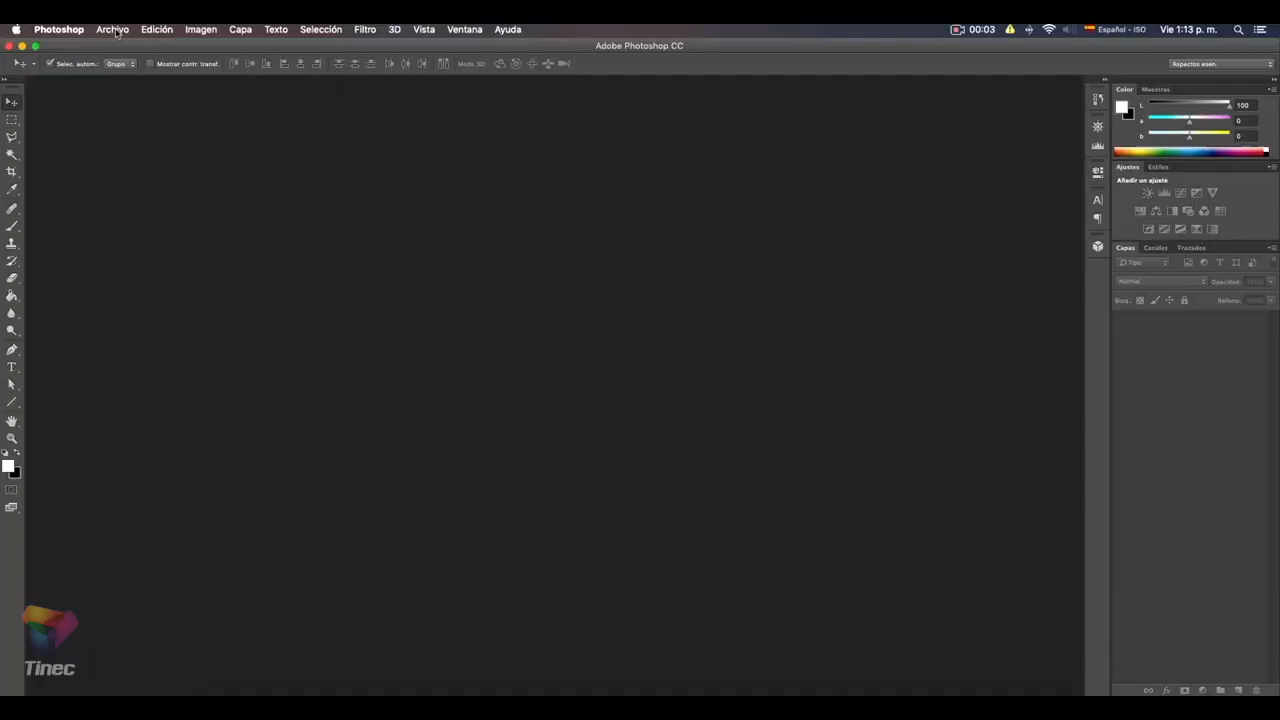 Photoshop Archivo Edición Imagen Capa Texto Selección Filtro 3D Vista Ventana Ayuda 00:03 Español - ISO Vie 1:13 p. m.
Adobe Photoshop CC
Selec. autom.: Grupo Mostrar contr. transf. Modo 3D Aspectos esen.
Color Muestras
L 100
a 0
b 0
Ajustes Estilos
Añadir un ajuste
Capas Canales Trazados
Tipo
Normal Opacidad:
Bloq.: Relleno:
Tinec